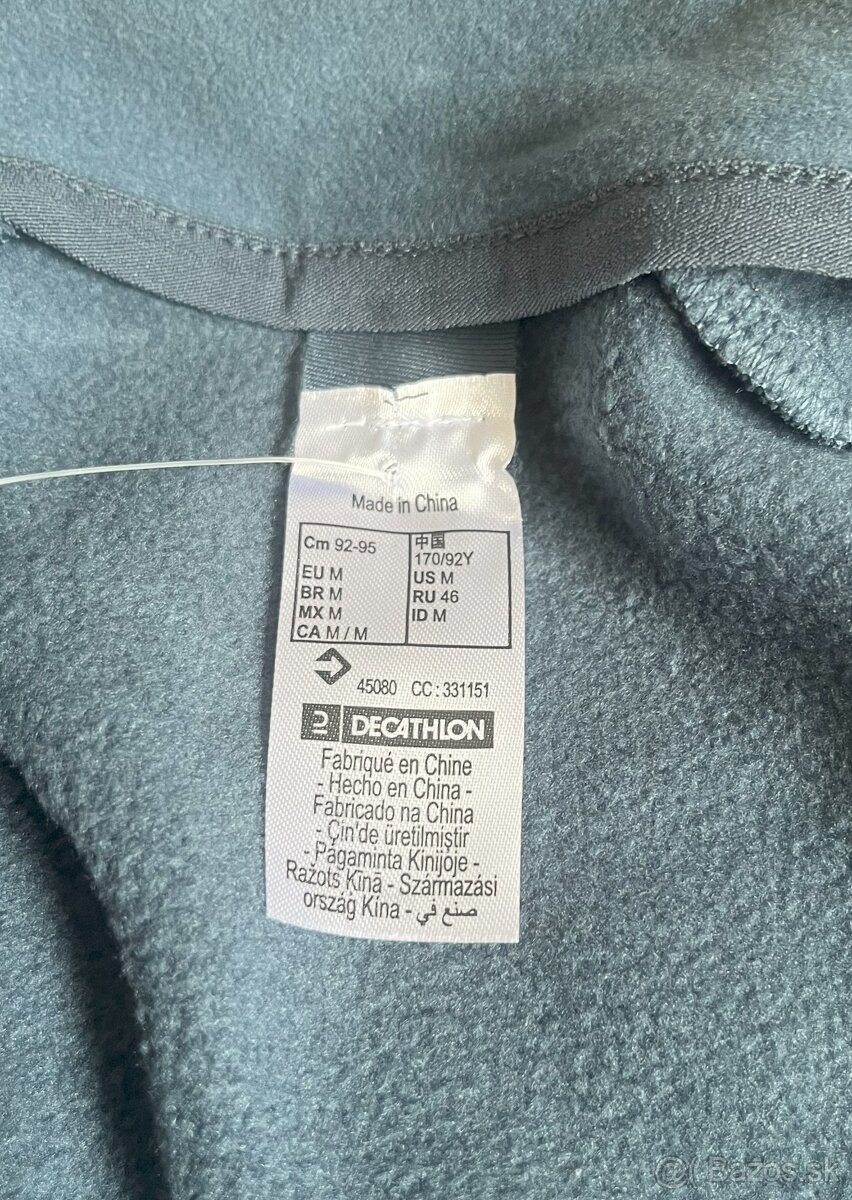 Made in China
Cm 92-95
EU M
BR M
MX M
CA M / M
中国
170/92Y
US M
RU 46
ID M
45080 CC : 331151
DECATHLON
Fabriqué en Chine
- Hecho en China -
Fabricado na China
- Çin'de üretilmiştir
- Pagaminta Kinijoje -
Ražots Ķīnā - Származási
ország Kína - صنع في
Bazos.sk